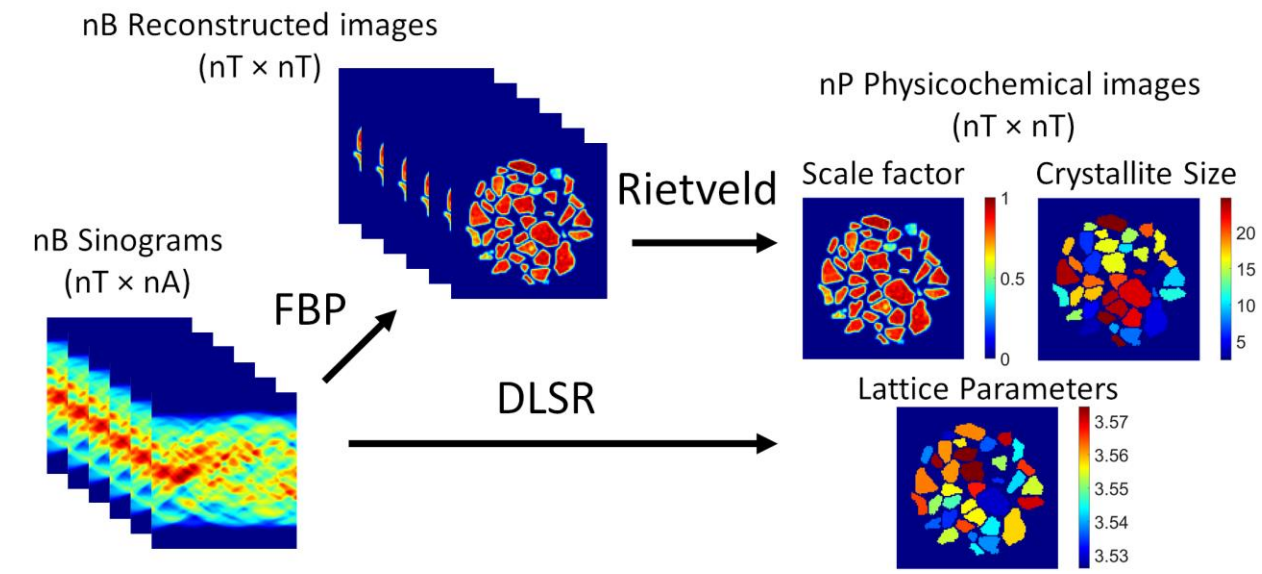 nB Reconstructed images
(nT × nT)
nP Physicochemical images
(nT × nT)
Scale factor
Crystallite Size
Rietveld
1
0.5
0
20
15
10
5
nB Sinograms
(nT × nA)
FBP
DLSR
Lattice Parameters
3.57
3.56
3.55
3.54
3.53